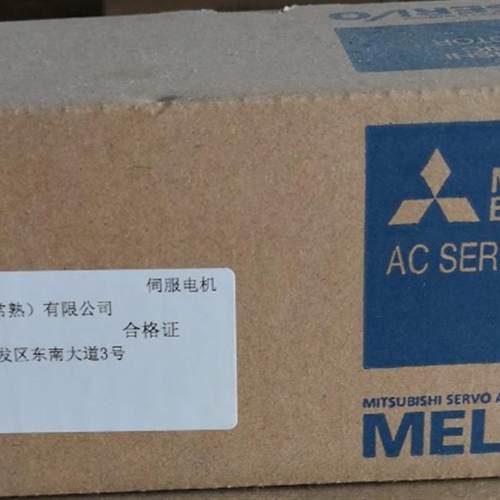 SERVO
伺服电机
常熟）有限公司
合格证
发区东南大道3号
AC SER
MITSUBISHI SERVO A
MEL